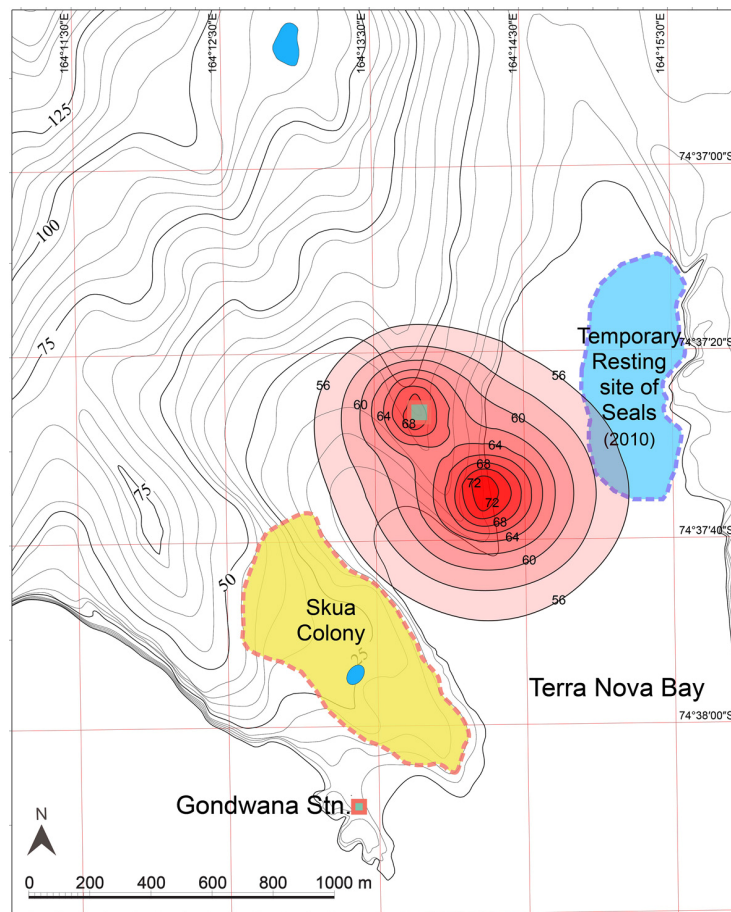 164°11'30"E
164°12'30"E
164°13'30"E
164°14'30"E
164°15'30"E
125
74°37'00"S
100
75
74°37'20"S
Temporary
Resting
site of
Seals
(2010)
56
56
60
60
64
68
64
68
72
72
68
64
60
56
75
74°37'40"S
50
Skua
Colony
25
Terra Nova Bay
74°38'00"S
Gondwana Stn.
N
0 200 400 600 800 1000 m